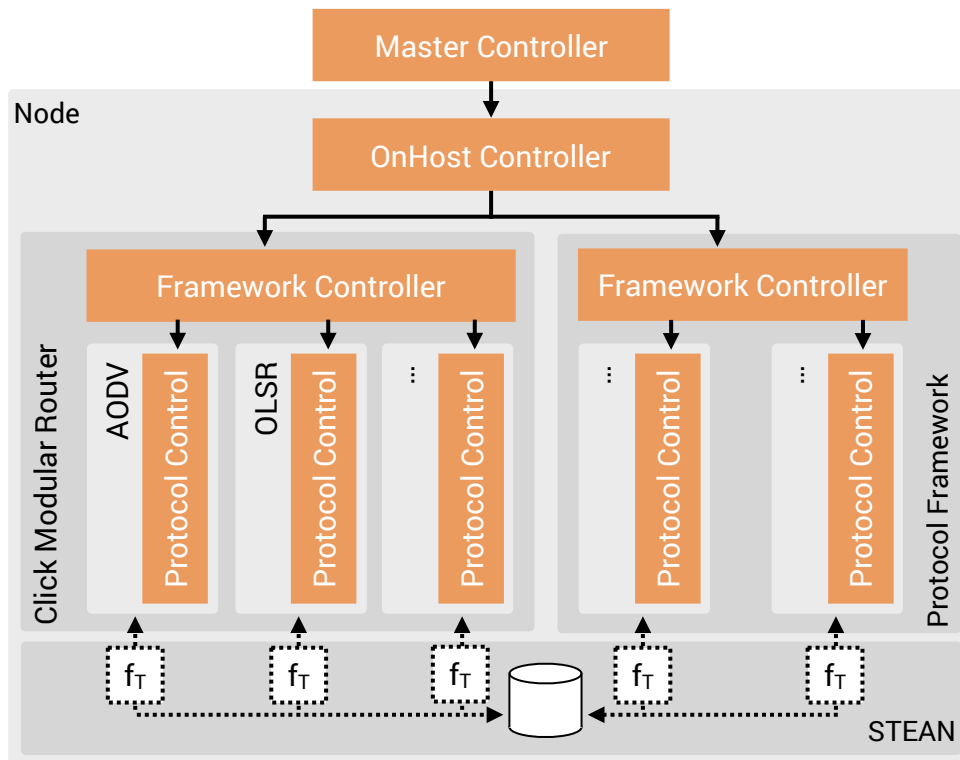 Master Controller
Node
OnHost Controller
Framework Controller
Framework Controller
Click Modular Router
AODV
Protocol Control
OLSR
Protocol Control
...
Protocol Control
...
Protocol Control
...
Protocol Control
Protocol Framework
fT
fT
fT
fT
fT
STEAN